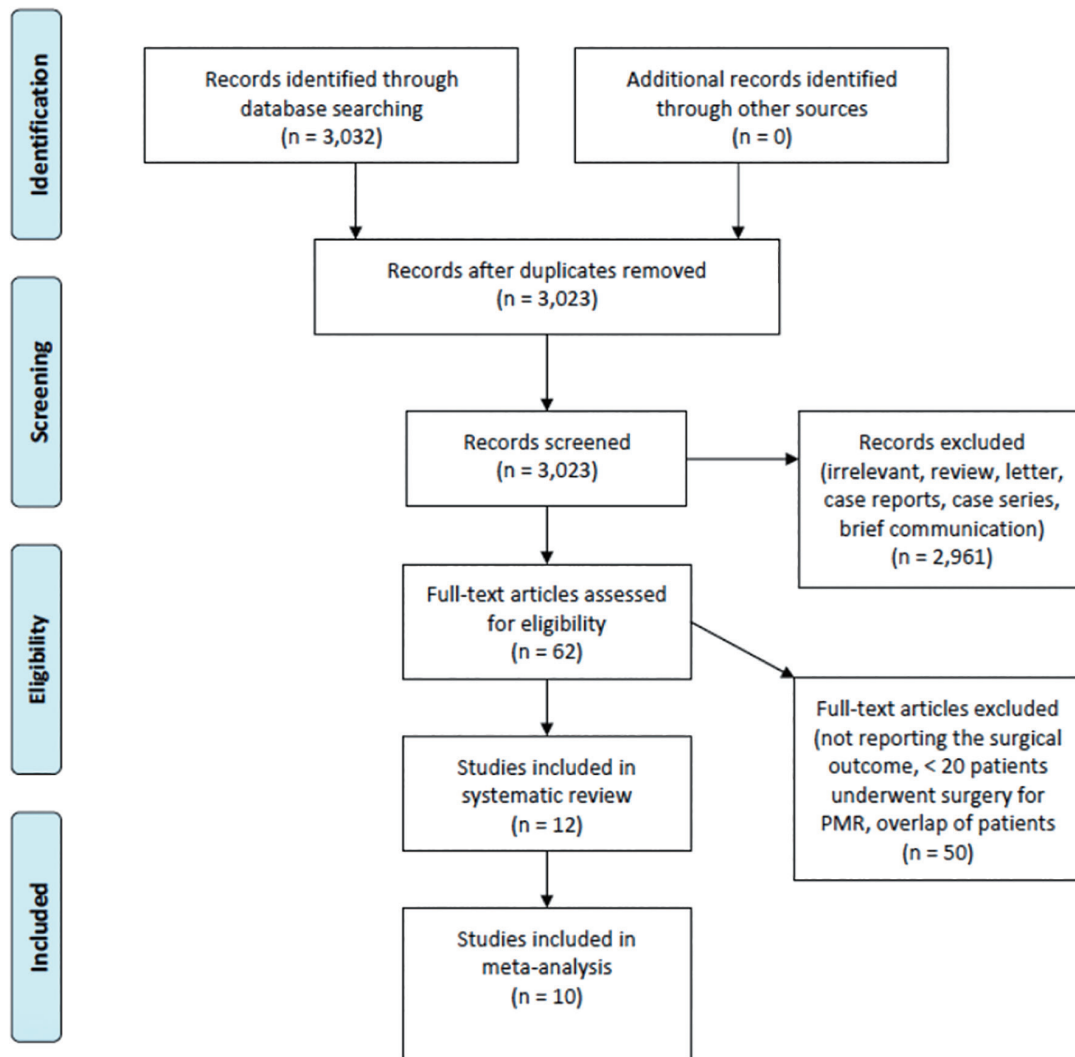 Identification
Records identified through
database searching
(n = 3,032)
Additional records identified
through other sources
(n = 0)
Records after duplicates removed
(n = 3,023)
Screening
Records screened
(n = 3,023)
Records excluded
(irrelevant, review, letter,
case reports, case series,
brief communication)
(n = 2,961)
Eligibility
Full-text articles assessed
for eligibility
(n = 62)
Full-text articles excluded
(not reporting the surgical
outcome, < 20 patients
underwent surgery for
PMR, overlap of patients
(n = 50)
Studies included in
systematic review
(n = 12)
Included
Studies included in
meta-analysis
(n = 10)